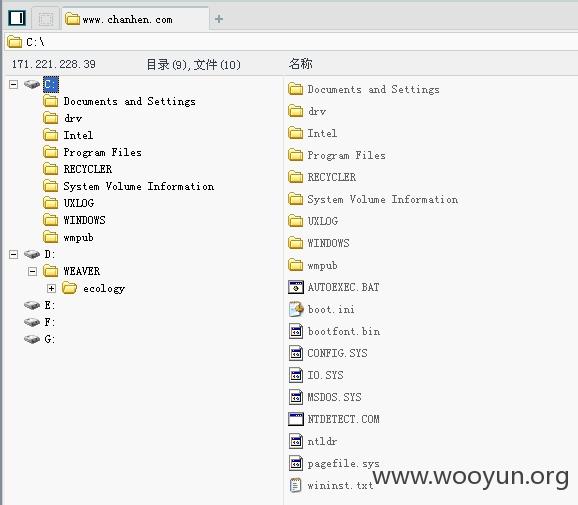 www.chanhen.com
C:\
171.221.228.39 目录(9),文件(10) 名称
C:
Documents and Settings
drv
Intel
Program Files
RECYCLER
System Volume Information
UXLOG
WINDOWS
wmpub
D:
WEAVER
ecology
E:
F:
G:
Documents and Settings
drv
Intel
Program Files
RECYCLER
System Volume Information
UXLOG
WINDOWS
wmpub
AUTOEXEC.BAT
boot.ini
bootfont.bin
CONFIG.SYS
IO.SYS
MSDOS.SYS
NTDETECT.COM
ntldr
pagefile.sys
wininst.txt
www.wooyun.org